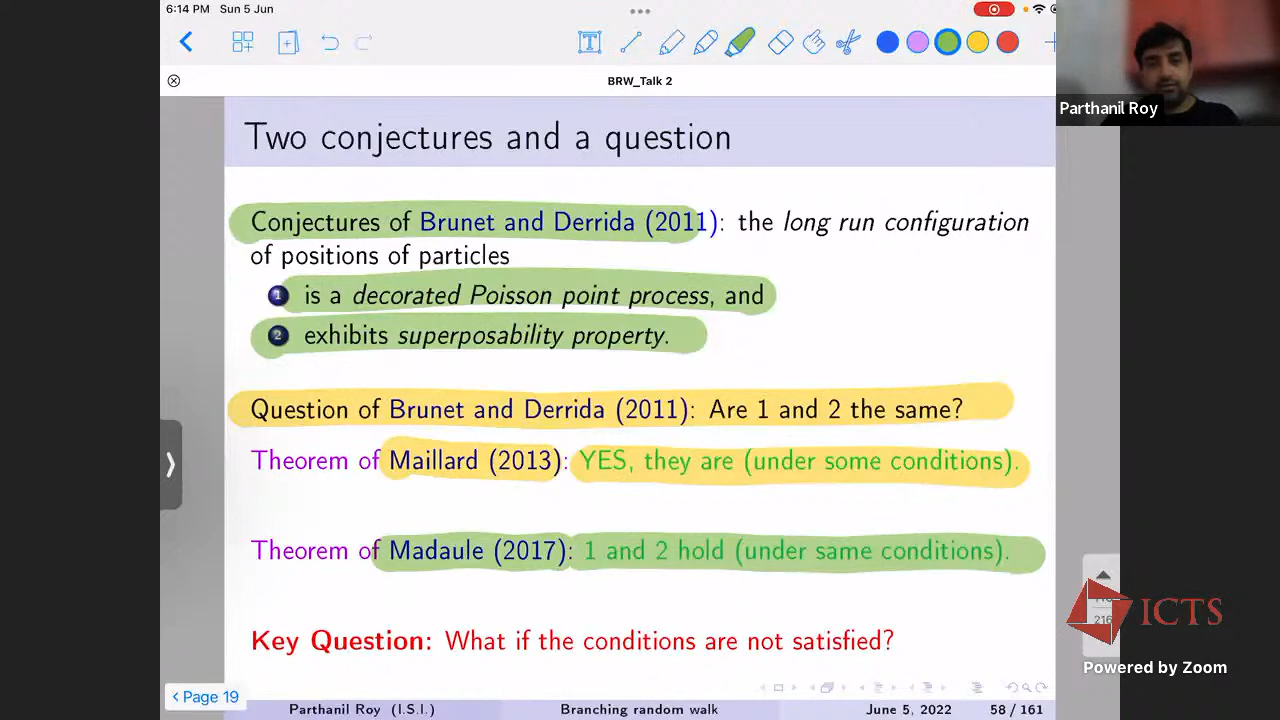 6:14 PM Sun 5 Jun
BRW_Talk 2
Parthanil Roy
Two conjectures and a question
Conjectures of Brunet and Derrida (2011): the long run configuration
of positions of particles
1 is a decorated Poisson point process, and
2 exhibits superposability property.
Question of Brunet and Derrida (2011): Are 1 and 2 the same?
Theorem of Maillard (2013): YES, they are (under some conditions).
Theorem of Madaule (2017): 1 and 2 hold (under same conditions).
Key Question: What if the conditions are not satisfied?
ICTS
Powered by Zoom
Page 19
Parthanil Roy (I.S.I.) Branching random walk June 5, 2022 58 / 161